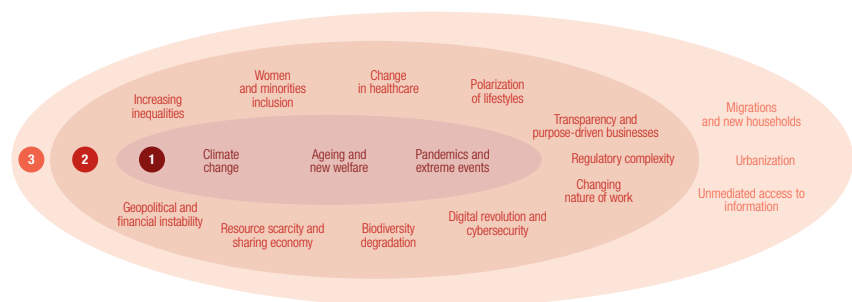 Women
and minorities
inclusion
Change
in healthcare
Polarization
of lifestyles
Increasing
inequalities
Migrations
and new households
Transparency and
purpose-driven businesses
3
2
1
Climate
change
Ageing and
new welfare
Pandemics and
extreme events
Regulatory complexity
Urbanization
Changing
nature of work
Unmediated access to
information
Geopolitical and
financial instability
Resource scarcity and
sharing economy
Biodiversity
degradation
Digital revolution and
cybersecurity